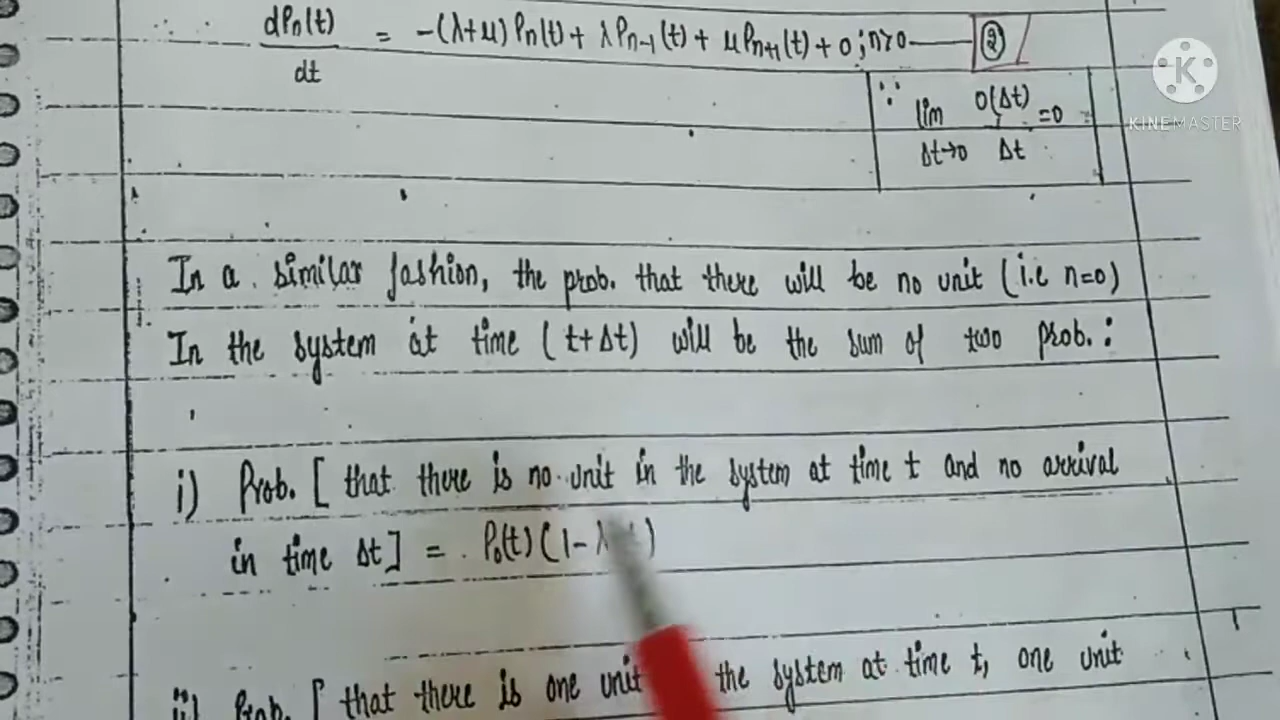 ∴ dPn(t)/dt = -(λ+μ) Pn(t) + λPn-1(t) + μPn+1(t) + 0 ; n>0 — ②
∵ lim Δt→0 O(Δt)/Δt = 0
KINEMASTER
In a similar fashion, the prob. that there will be no unit (i.e n=0)
In the system at time (t+Δt) will be the sum of two prob. :
i) Prob. [ that there is no unit in the system at time t and no arrival
in time Δt] = P₀(t) (1-λ t)
ii) Prob. [ that there is one unit the system at time t, one unit